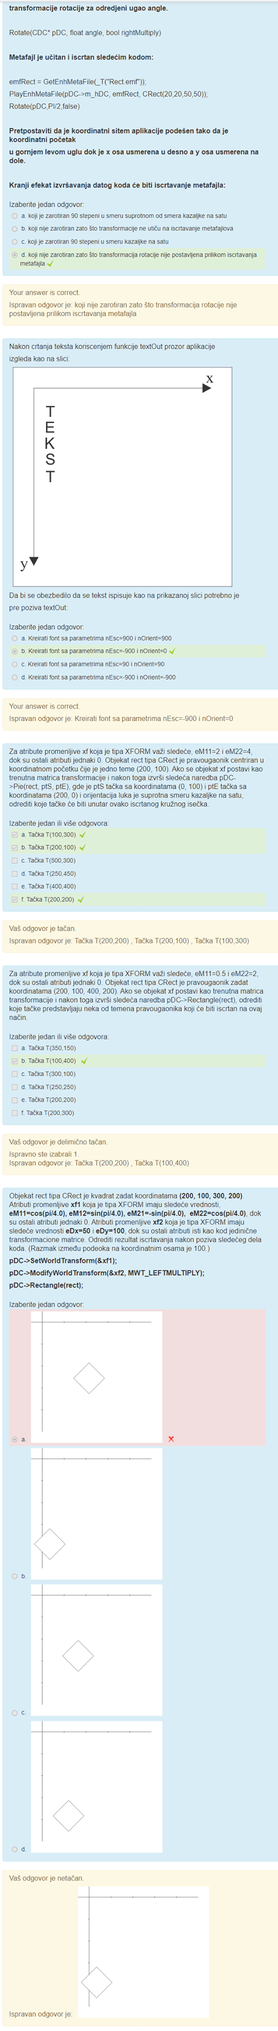 transformacije rotacije za odredjeni ugao angle.
Rotate(CDC* pDC, float angle, bool rightMultiply)
Metafajl je učitan i iscrtan sledećim kodom:
emfRect = GetEnhMetaFile(_T("Rect.emf"));
PlayEnhMetaFile(pDC->m_hDC, emfRect, CRect(20,20,50,50));
Rotate(pDC,PI/2,false)
Pretpostaviti da je koordinatni sitem aplikacije podešen tako da je
koordinatni početak
u gornjem levom uglu dok je x osa usmerena u desno a y osa usmerena na
dole.
Kranji efekat izvršavanja datog koda će biti iscrtavanje metafajla:
Izaberite jedan odgovor:
a. koji je zarotiran 90 stepeni u smeru suprotnom od smera kazaljke na satu
b. koji nije zarotiran zato što transformacije ne utiču na iscrtavanje metafajlova
c. koji je zarotiran 90 stepeni u smeru kazaljke na satu
d. koji nije zarotiran zato što transformacija rotacije nije postavljena prilikom iscrtavanja
metafajla
Your answer is correct.
Ispravan odgovor je: koji nije zarotiran zato što transformacija rotacije nije
postavljena prilikom iscrtavanja metafajla
Nakon crtanja teksta koriscenjem funkcije textOut prozor aplikacije
izgleda kao na slici:
x
T
E
K
S
T
y
Da bi se obezbedilo da se tekst ispisuje kao na prikazanoj slici potrebno je
pre poziva textOut:
Izaberite jedan odgovor:
a. Kreirati font sa parametrima nEsc=900 i nOrient=900
b. Kreirati font sa parametrima nEsc=-900 i nOrient=0
c. Kreirati font sa parametrima nEsc=90 i nOrient=90
d. Kreirati font sa parametrima nEsc=-900 i nOrient=-900
Your answer is correct.
Ispravan odgovor je: Kreirati font sa parametrima nEsc=-900 i nOrient=0
Za atribute promenljive xf koja je tipa XFORM važi sledeće, eM11=2 i eM22=4,
dok su ostali atributi jednaki 0. Objekat rect tipa CRect je pravougaonik centriran u
koordinatnom početku čije je jedno teme (200, 100). Ako se objekat xf postavi kao
trenutna matrica transformacije i nakon toga izvrši sledeća naredba pDC-
>Pie(rect, ptS, ptE), gde je ptS tačka sa koordinatama (0, 100) i ptE tačka sa
koordinatama (200, 0) i orijentacija luka je suprotna smeru kazaljke na satu,
odrediti koje tačke će biti unutar ovako iscrtanog kružnog isečka.
Izaberite jedan ili više odgovora:
a. Tačka T(100,300)
b. Tačka T(200,100)
c. Tačka T(500,300)
d. Tačka T(250,450)
e. Tačka T(400,400)
f. Tačka T(200,200)
Vaš odgovor je tačan.
Ispravan odgovor je: Tačka T(200,200) , Tačka T(200,100) , Tačka T(100,300)
Za atribute promenljive xf koja je tipa XFORM važi sledeće, eM11=0.5 i eM22=2,
dok su ostali atributi jednaki 0. Objekat rect tipa CRect je pravougaonik zadat
koordinatama (200, 100, 400, 200). Ako se objekat xf postavi kao trenutna matrica
transformacije i nakon toga izvrši sledeća naredba pDC->Rectangle(rect), odrediti
koje tačke predstavljaju neka od temena pravougaonika koji će biti iscrtan na ovaj
način.
Izaberite jedan ili više odgovora:
a. Tačka T(350,150)
b. Tačka T(100,400)
c. Tačka T(300,100)
d. Tačka T(250,250)
e. Tačka T(200,200)
f. Tačka T(200,300)
Vaš odgovor je delimično tačan.
Ispravno ste izabrali 1.
Ispravan odgovor je: Tačka T(200,200) , Tačka T(100,400)
Objekat rect tipa CRect je kvadrat zadat koordinatama (200, 100, 300, 200).
Atributi promenljive xf1 koja je tipa XFORM imaju sledeće vrednosti,
eM11=cos(pi/4.0), eM12=sin(pi/4.0), eM21=-sin(pi/4.0), eM22=cos(pi/4.0), dok
su ostali atributi jednaki 0. Atributi promenljive xf2 koja je tipa XFORM imaju
sledeće vrednosti eDx=50 i eDy=100, dok su ostali atributi isti kao kod jedinične
transformacione matrice. Odrediti rezultat iscrtavanja nakon poziva sledećeg dela
koda. (Razmak između podeoka na koordinatnim osama je 100.)
pDC->SetWorldTransform(&xf1);
pDC->ModifyWorldTransform(&xf2, MWT_LEFTMULTIPLY);
pDC->Rectangle(rect);
Izaberite jedan odgovor:
a.
b.
c.
d.
Vaš odgovor je netačan.
Ispravan odgovor je: